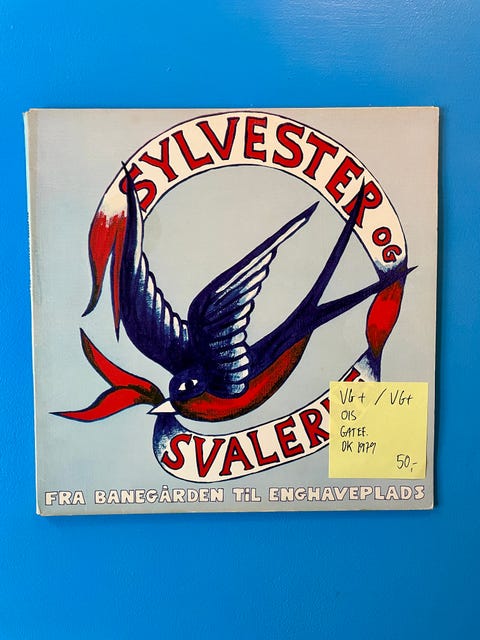 SYLVESTER OG
SVALER
VG+ / VG+
OIS
GATEF.
DK 1979
50,-
FRA BANEGÅRDEN TiL ENGHAVEPLADS